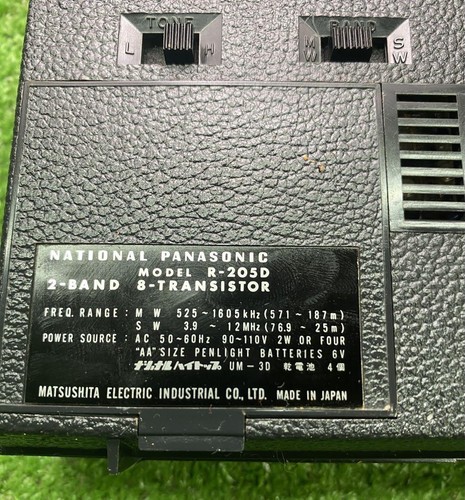 TONE
L H
BAND
MW SW
NATIONAL PANASONIC
MODEL R-205D
2-BAND 8-TRANSISTOR
FREQ. RANGE : M W 525~1605kHz (571~187m)
S W 3.9~12MHz (76.9~25m)
POWER SOURCE : AC 50~60Hz 90~110V 2W OR FOUR
"AA" SIZE PENLIGHT BATTERIES 6V
ナショナルハイトップ UM-3D 乾電池 4個
MATSUSHITA ELECTRIC INDUSTRIAL CO., LTD. MADE IN JAPAN